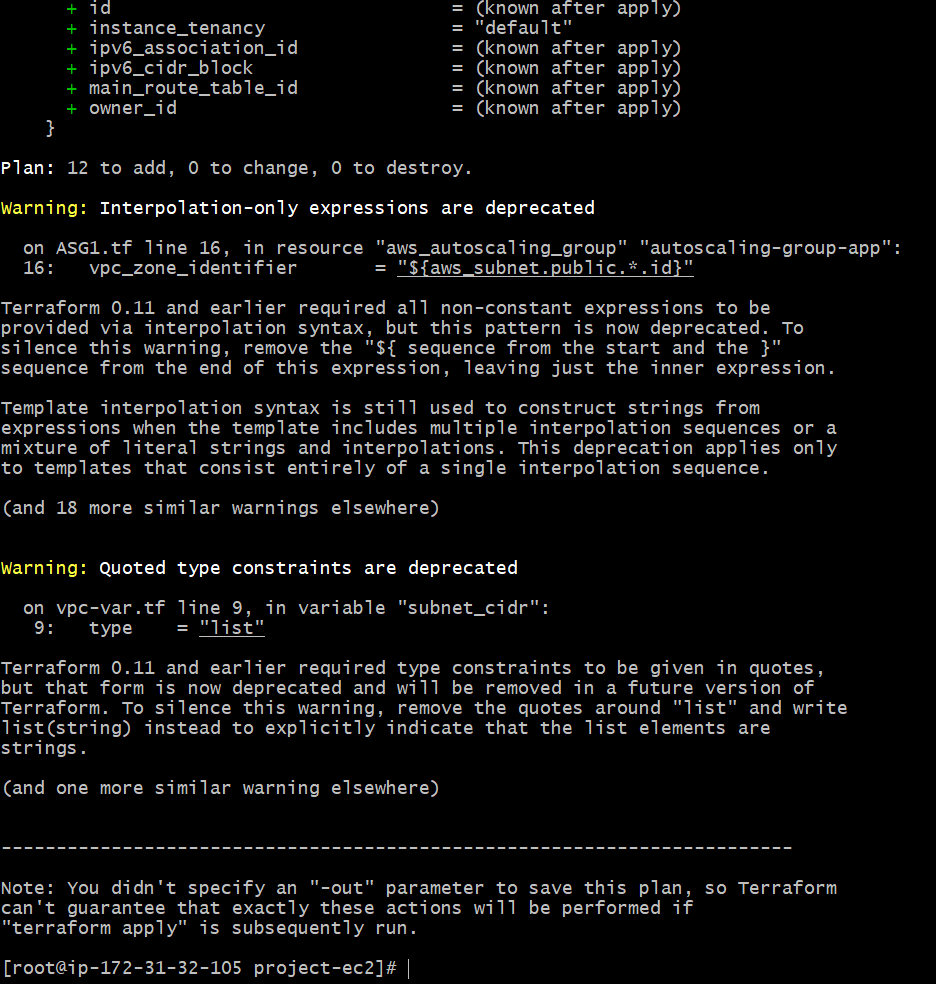 + id                               = (known after apply)
+ instance_tenancy                 = "default"
+ ipv6_association_id              = (known after apply)
+ ipv6_cidr_block                  = (known after apply)
+ main_route_table_id              = (known after apply)
+ owner_id                         = (known after apply)
}
Plan: 12 to add, 0 to change, 0 to destroy.
Warning: Interpolation-only expressions are deprecated
on ASG1.tf line 16, in resource "aws_autoscaling_group" "autoscaling-group-app":
16:   vpc_zone_identifier       = "${aws_subnet.public.*.id}"
Terraform 0.11 and earlier required all non-constant expressions to be
provided via interpolation syntax, but this pattern is now deprecated. To
silence this warning, remove the "${ sequence from the start and the }"
sequence from the end of this expression, leaving just the inner expression.
Template interpolation syntax is still used to construct strings from
expressions when the template includes multiple interpolation sequences or a
mixture of literal strings and interpolations. This deprecation applies only
to templates that consist entirely of a single interpolation sequence.
(and 18 more similar warnings elsewhere)
Warning: Quoted type constraints are deprecated
on vpc-var.tf line 9, in variable "subnet_cidr":
9:   type    = "list"
Terraform 0.11 and earlier required type constraints to be given in quotes,
but that form is now deprecated and will be removed in a future version of
Terraform. To silence this warning, remove the quotes around "list" and write
list(string) instead to explicitly indicate that the list elements are
strings.
(and one more similar warning elsewhere)
------------------------------------------------------------------------
Note: You didn't specify an "-out" parameter to save this plan, so Terraform
can't guarantee that exactly these actions will be performed if
"terraform apply" is subsequently run.
[root@ip-172-31-32-105 project-ec2]#